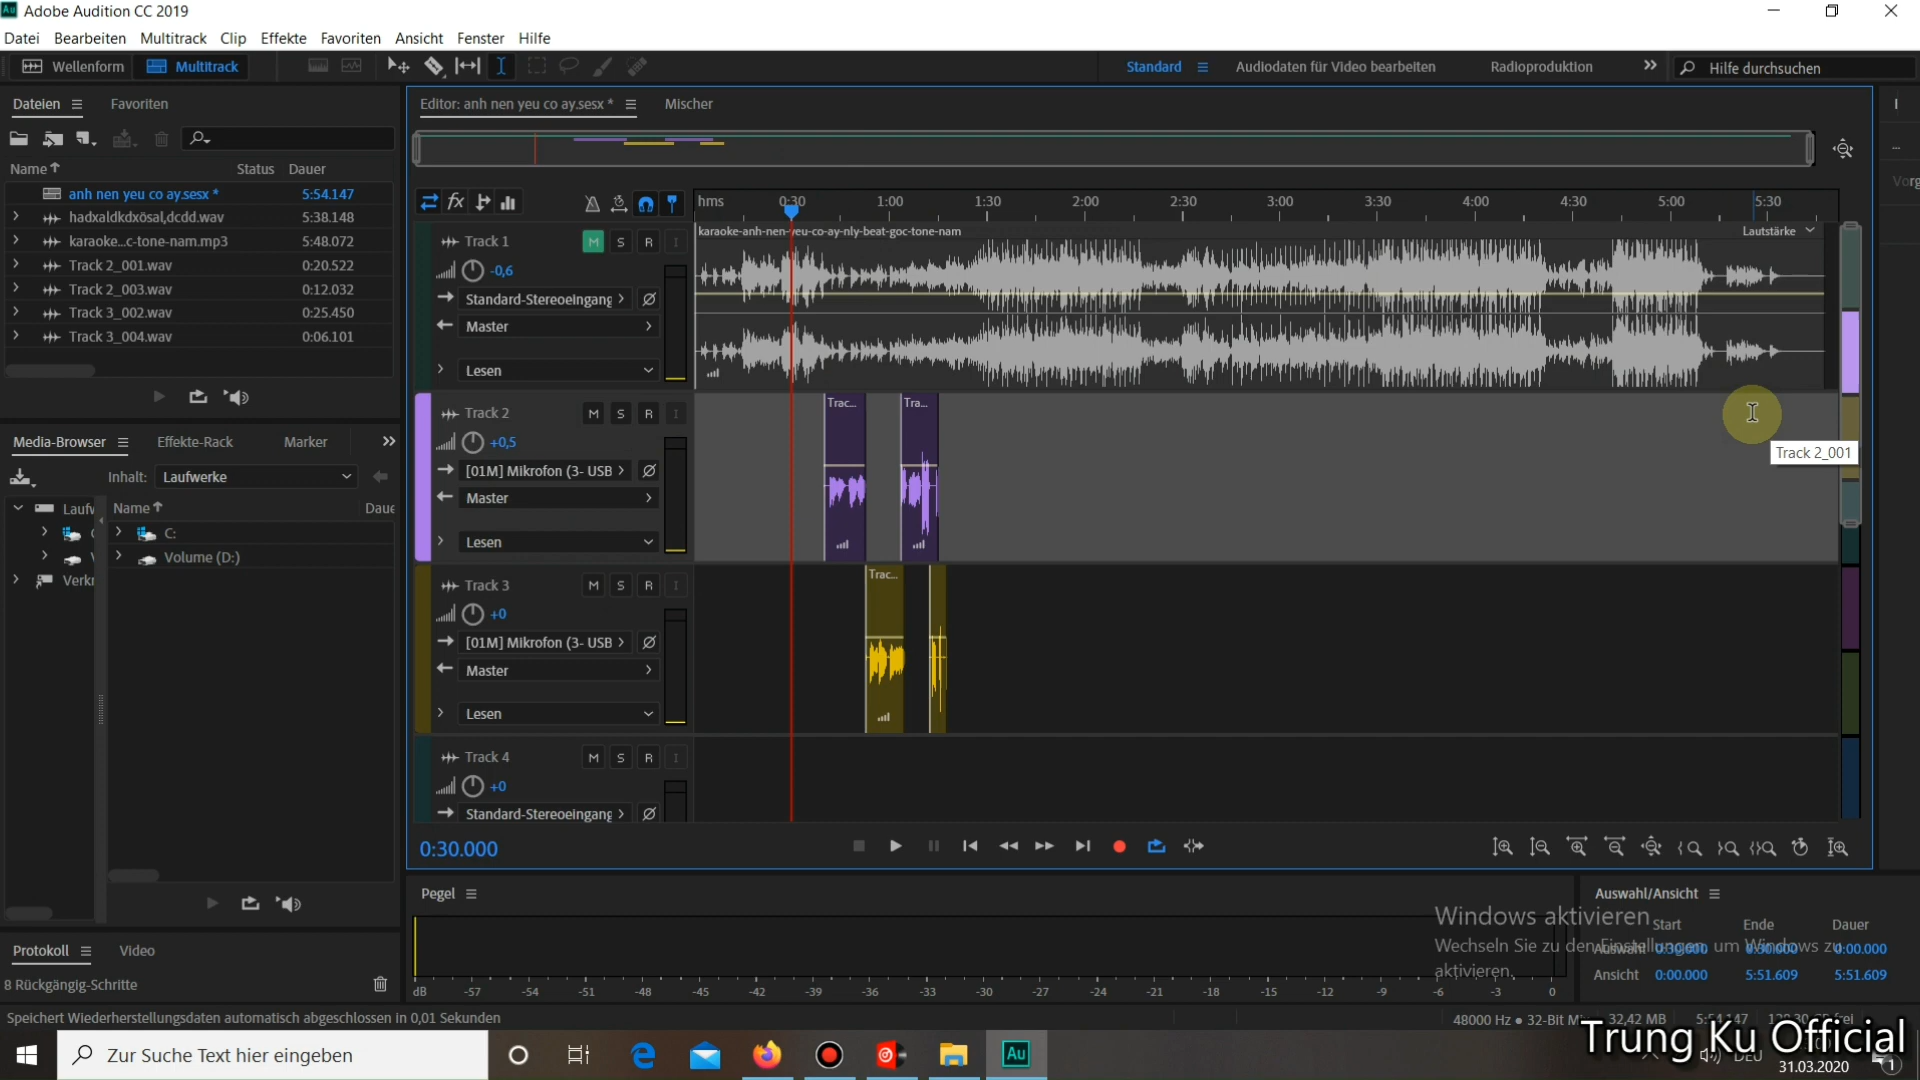 Adobe Audition CC 2019
Datei Bearbeiten Multitrack Clip Effekte Favoriten Ansicht Fenster Hilfe
Wellenform Multitrack
Standard Audiodaten für Video bearbeiten Radioproduktion Hilfe durchsuchen
Dateien Favoriten
Name Status Dauer
anh nen yeu co ay.sesx * 5:54.147
hadxaldkdxösal,dcdd.wav 5:38.148
karaoke...c-tone-nam.mp3 5:48.072
Track 2_001.wav 0:20.522
Track 2_003.wav 0:12.032
Track 3_002.wav 0:25.450
Track 3_004.wav 0:06.101
Media-Browser Effekte-Rack Marker
Inhalt: Laufwerke
Name
C:
Volume (D:)
Protokoll Video
8 Rückgängig-Schritte
Editor: anh nen yeu co ay.sesx * Mischer
hms 0:30 1:00 1:30 2:00 2:30 3:00 3:30 4:00 4:30 5:00 5:30
karaoke-anh-nen-yeu-co-ay-nly-beat-goc-tone-nam Lautstärke
Track 1 M S R I
-0,6
Standard-Stereoeingang
Master
Lesen
Track 2 M S R I
+0,5
[01M] Mikrofon (3- USB
Master
Lesen
Trac... Tra...
Track 2_001
Track 3 M S R I
+0
[01M] Mikrofon (3- USB
Master
Lesen
Trac...
Track 4 M S R I
+0
Standard-Stereoeingang
0:30.000
Pegel
dB -57 -54 -51 -48 -45 -42 -39 -36 -33 -30 -27 -24 -21 -18 -15 -12 -9 -6 -3 0
Auswahl/Ansicht
Start Ende Dauer
Auswahl 0:30.000 0:30.000 0:00.000
Ansicht 0:00.000 5:51.609 5:51.609
Windows aktivieren
Wechseln Sie zu den Einstellungen, um Windows zu
aktivieren.
Speichert Wiederherstellungsdaten automatisch abgeschlossen in 0,01 Sekunden
48000 Hz ● 32-Bit 32,42 MB 5:54.147
Zur Suche Text hier eingeben
Au
Trung Ku Official
DEU
31.03.2020
1